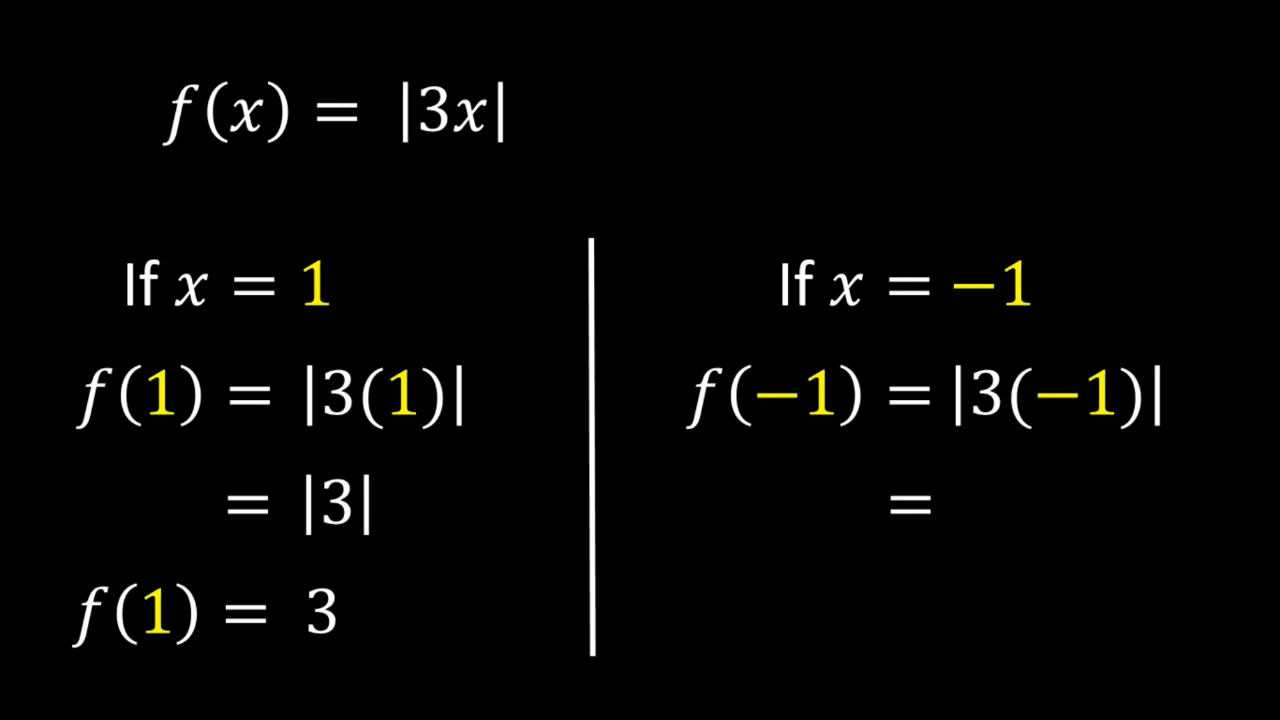 f(x) = |3x|
If x = 1
f(1) = |3(1)|
= |3|
f(1) = 3
If x = −1
f(−1) = |3(−1)|
=